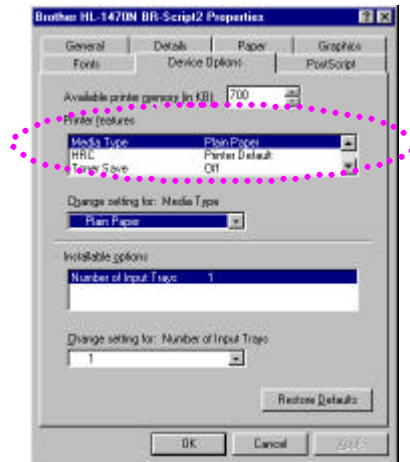 Brother HL-1470N BR-Script2 Properties
General Details Paper Graphics
Fonts Device Options PostScript
Available printer memory (in KB): 700
Printer features
Media Type Plain Paper
HRC Printer Default
Toner Save Off
Change setting for: Media Type
Plain Paper
Installable options
Number of Input Trays 1
Change setting for: Number of Input Trays
1
Restore Defaults
OK Cancel Apply